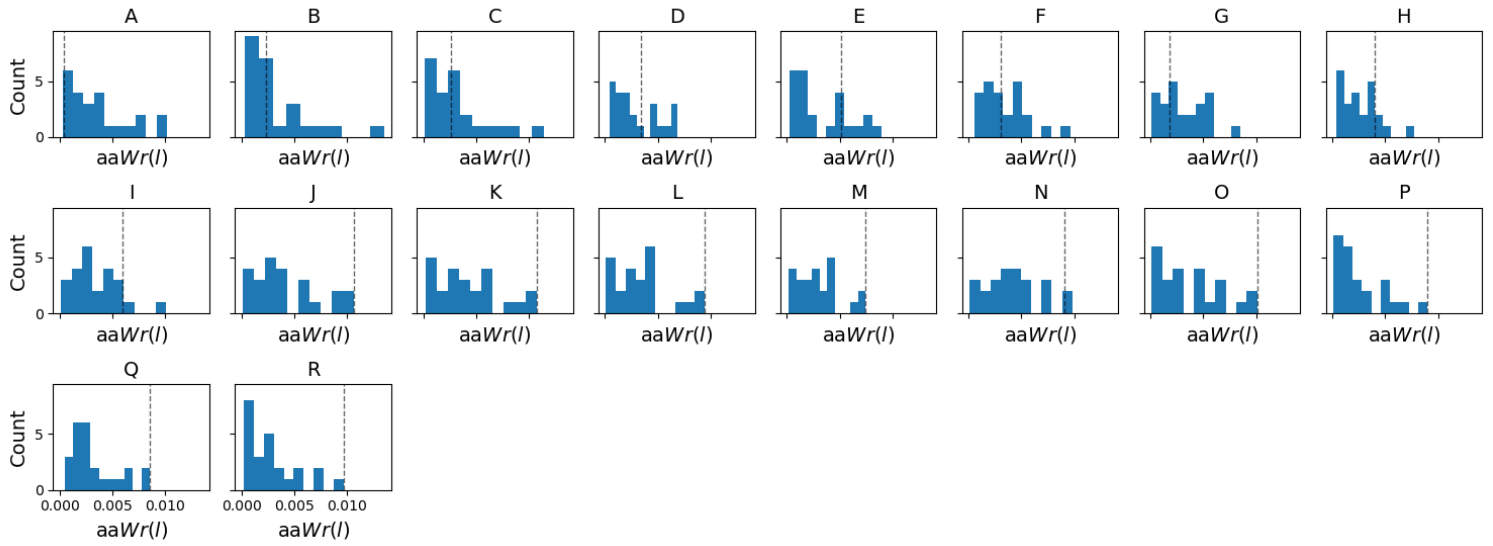 A B C D E F G H
Count
5
0
aaWr(l) aaWr(l) aaWr(l) aaWr(l) aaWr(l) aaWr(l) aaWr(l) aaWr(l)
I J K L M N O P
Count
5
0
aaWr(l) aaWr(l) aaWr(l) aaWr(l) aaWr(l) aaWr(l) aaWr(l) aaWr(l)
Q R
Count
5
0
0.000 0.005 0.010 0.000 0.005 0.010
aaWr(l) aaWr(l)